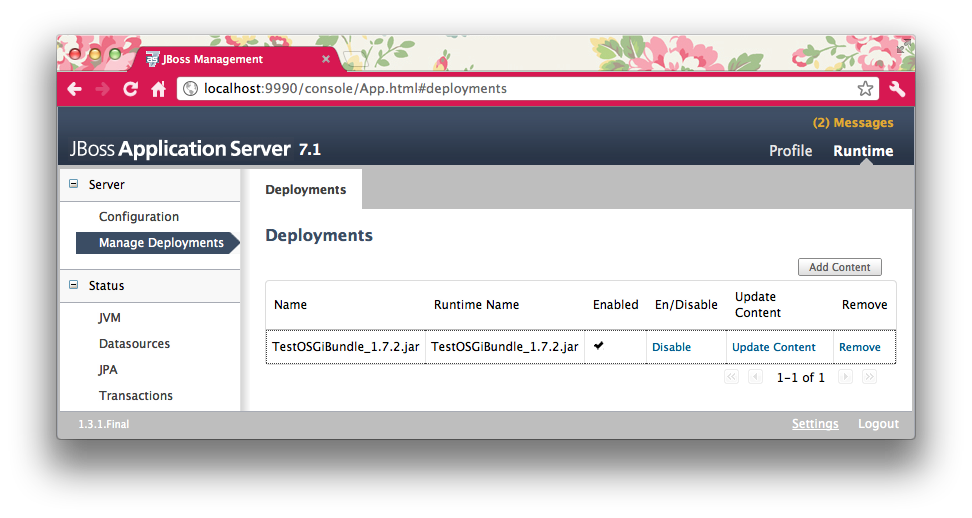 JBoss Management
localhost:9990/console/App.html#deployments
(2) Messages
JBoss Application Server 7.1
Profile Runtime
Server
Configuration
Manage Deployments
Status
JVM
Datasources
JPA
Transactions
Deployments
Deployments
Add Content
Name Runtime Name Enabled En/Disable Update Content Remove
TestOSGiBundle_1.7.2.jar TestOSGiBundle_1.7.2.jar Disable Update Content Remove
1-1 of 1
1.3.1.Final
Settings Logout